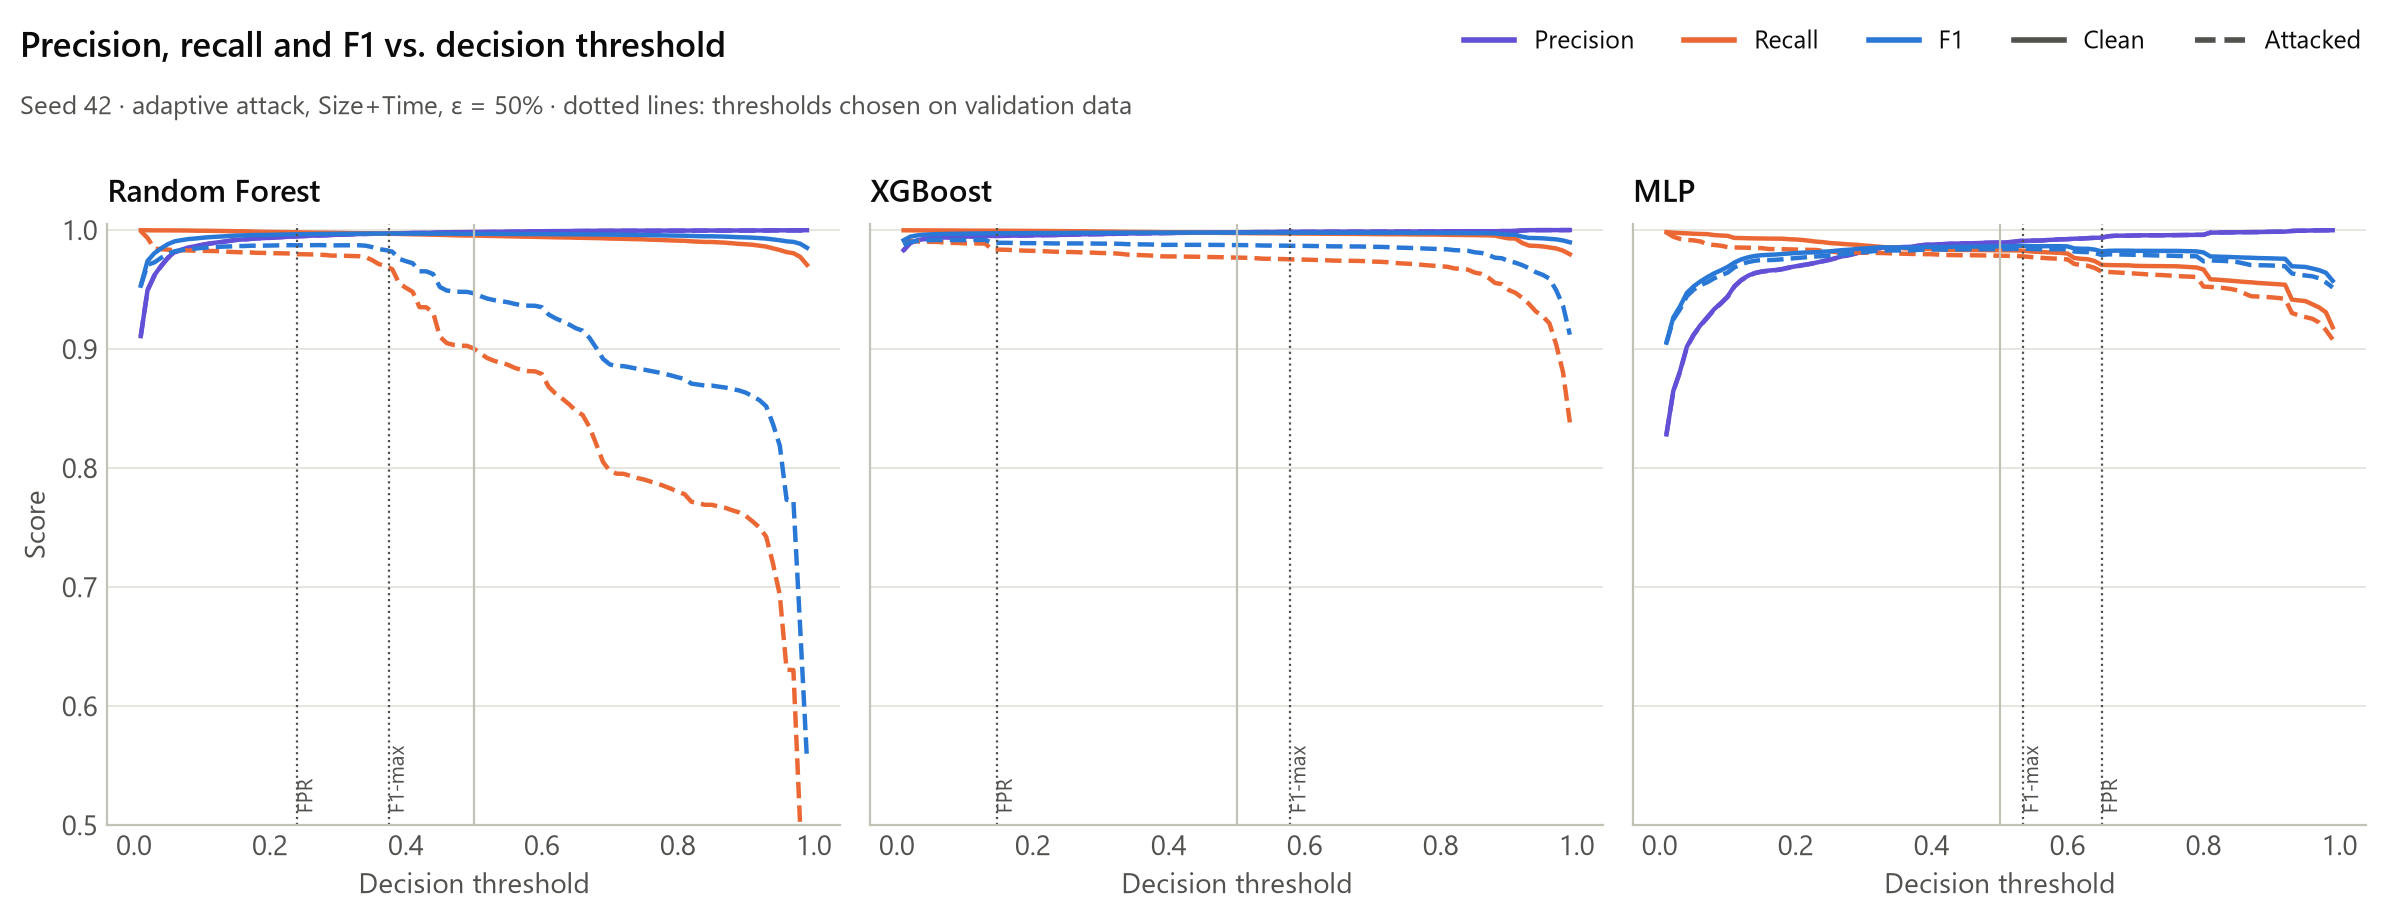 Precision, recall and F1 vs. decision threshold
Precision
Recall
F1
Clean
Attacked
Seed 42 · adaptive attack, Size+Time, ε = 50% · dotted lines: thresholds chosen on validation data
Random Forest
XGBoost
MLP
Score
1.0
0.9
0.8
0.7
0.6
0.5
FPR
F1-max
FPR
F1-max
F1-max
FPR
0.0 0.2 0.4 0.6 0.8 1.0
0.0 0.2 0.4 0.6 0.8 1.0
0.0 0.2 0.4 0.6 0.8 1.0
Decision threshold
Decision threshold
Decision threshold